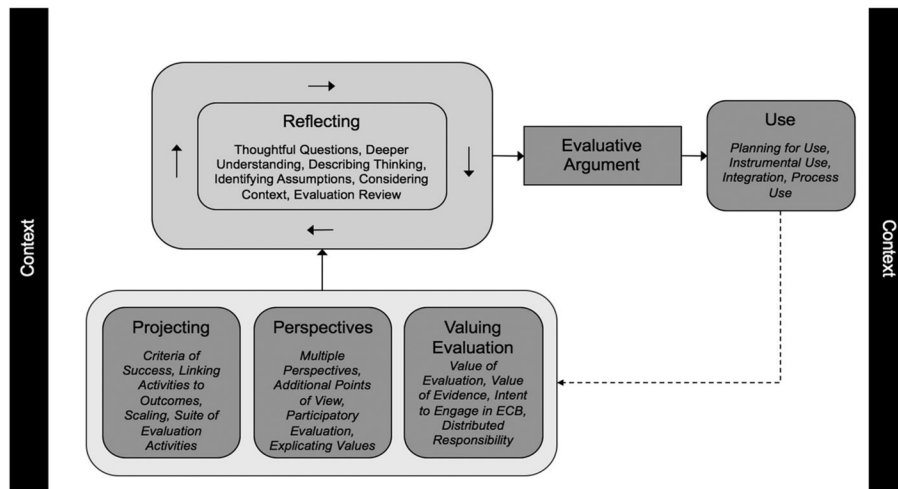 Context
Reflecting
Thoughtful Questions, Deeper
Understanding, Describing Thinking,
Identifying Assumptions, Considering
Context, Evaluation Review
Evaluative
Argument
Use
Planning for Use,
Instrumental Use,
Integration, Process
Use
Projecting
Criteria of
Success, Linking
Activities to
Outcomes,
Scaling, Suite of
Evaluation
Activities
Perspectives
Multiple
Perspectives,
Additional Points
of View,
Participatory
Evaluation,
Explicating Values
Valuing
Evaluation
Value of
Evaluation, Value
of Evidence, Intent
to Engage in ECB,
Distributed
Responsibility
Context